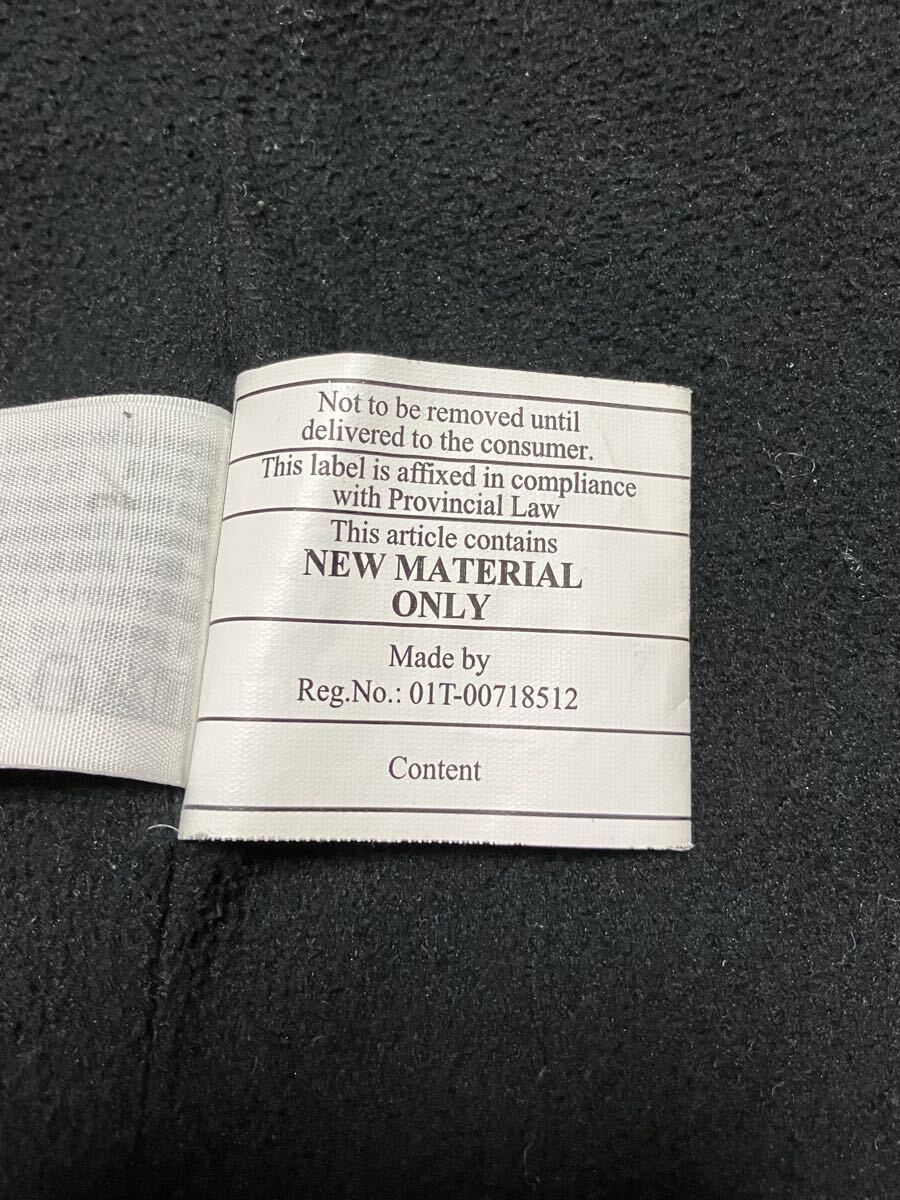 Not to be removed until
delivered to the consumer.
This label is affixed in compliance
with Provincial Law
This article contains
NEW MATERIAL
ONLY
Made by
Reg.No.: 01T-00718512
Content